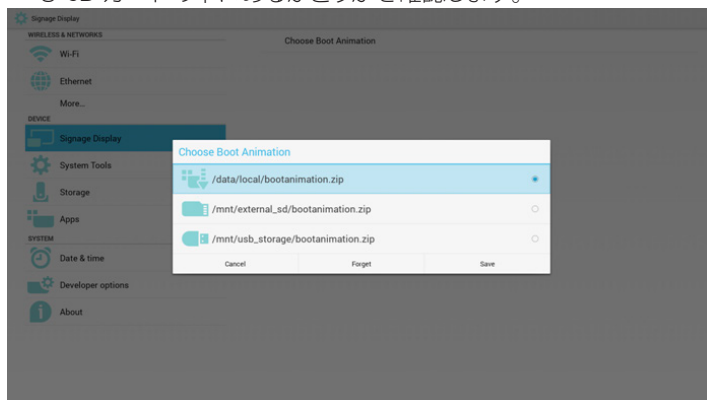 Signage Display
WIRELESS & NETWORKS
Choose Boot Animation
Wi-Fi
Ethernet
More...
DEVICE
Signage Display
System Tools
Storage
Apps
SYSTEM
Date & time
Developer options
About
Choose Boot Animation
/data/local/bootanimation.zip
/mnt/external_sd/bootanimation.zip
/mnt/usb_storage/bootanimation.zip
Cancel Forget Save